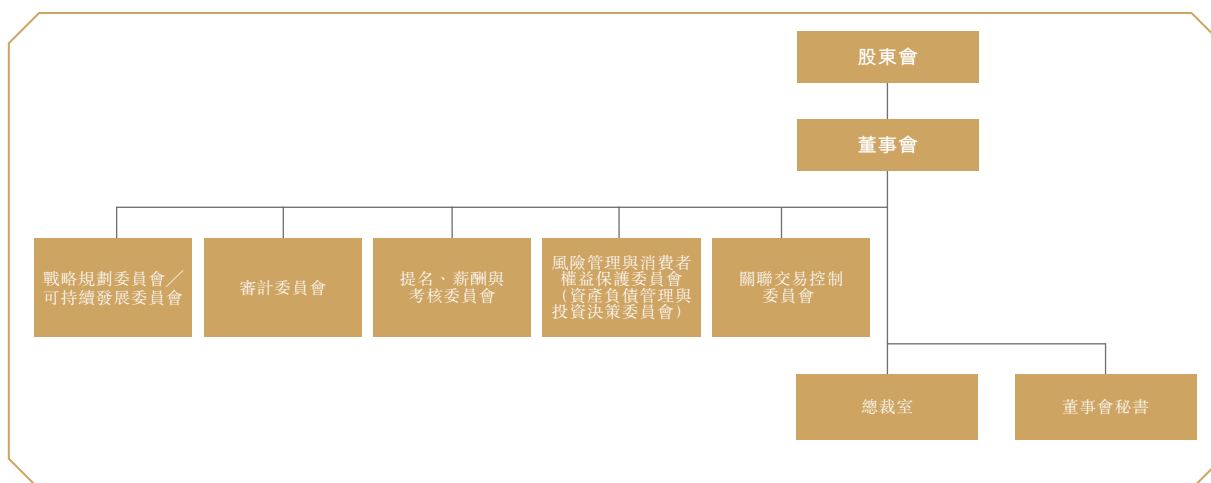 股東會
董事會
戰略規劃委員會／
可持續發展委員會
審計委員會
提名、薪酬與
考核委員會
風險管理與消費者
權益保護委員會
（資產負債管理與
投資決策委員會）
關聯交易控制
委員會
總裁室
董事會秘書